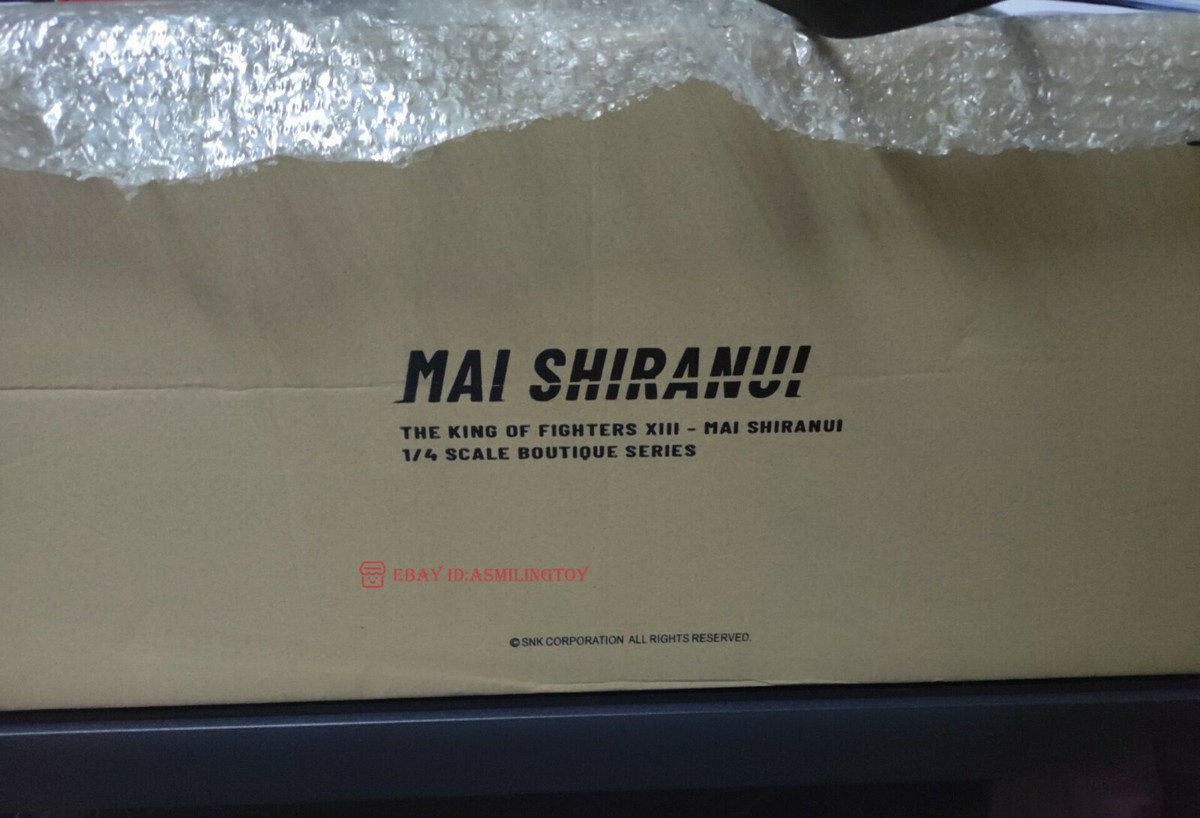 MAI SHIRANUI
THE KING OF FIGHTERS XIII - MAI SHIRANUI
1/4 SCALE BOUTIQUE SERIES
EBAY ID:ASMILINGTOY
©SNK CORPORATION ALL RIGHTS RESERVED.